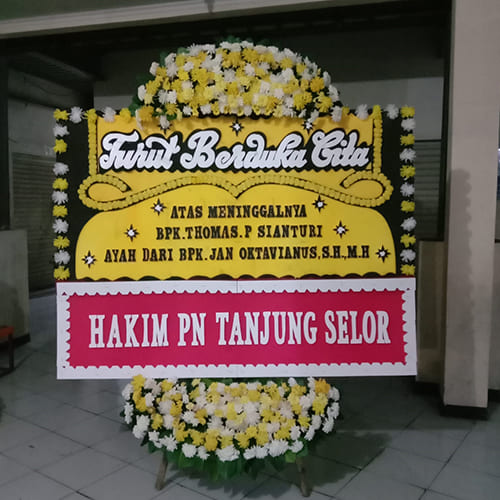 Turut Berduka Cita
ATAS MENINGGALNYA
BPK.THOMAS.P SIANTURI
AYAH DARI BPK.JAN OKTAVIANUS,S.H.,M.H
HAKIM PN TANJUNG SELOR